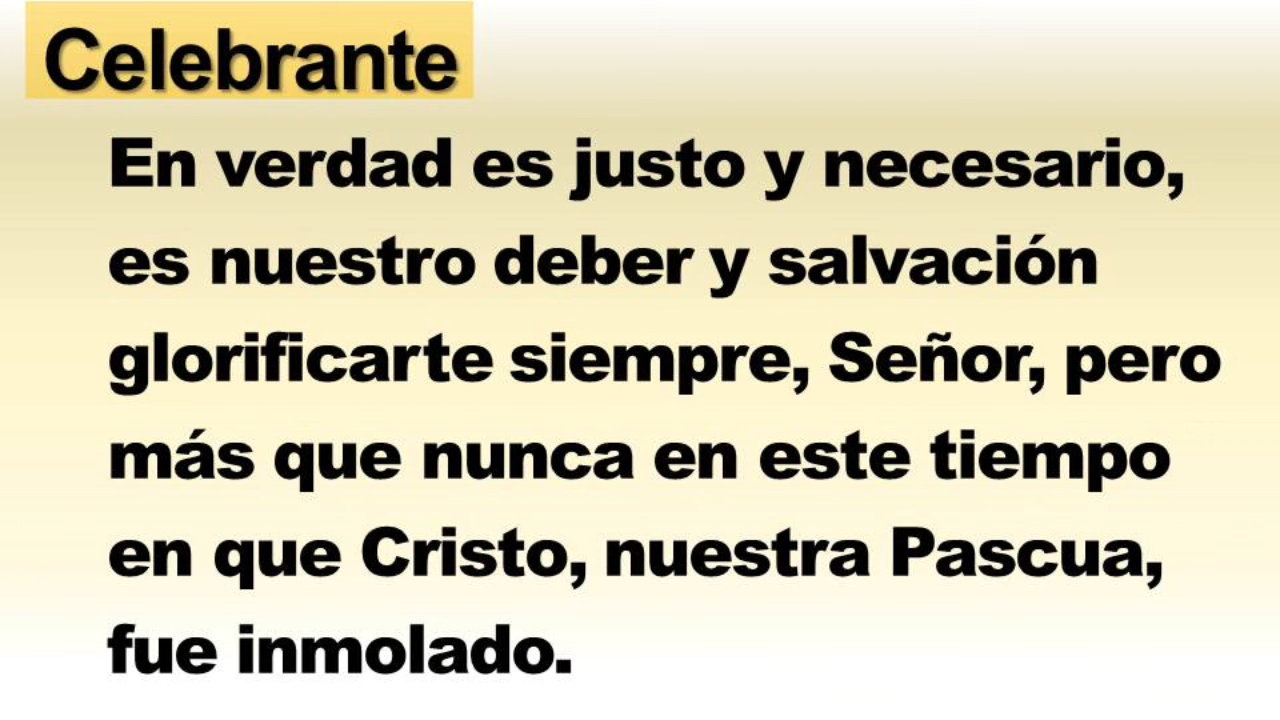 Celebrante
En verdad es justo y necesario,
es nuestro deber y salvación
glorificarte siempre, Señor, pero
más que nunca en este tiempo
en que Cristo, nuestra Pascua,
fue inmolado.